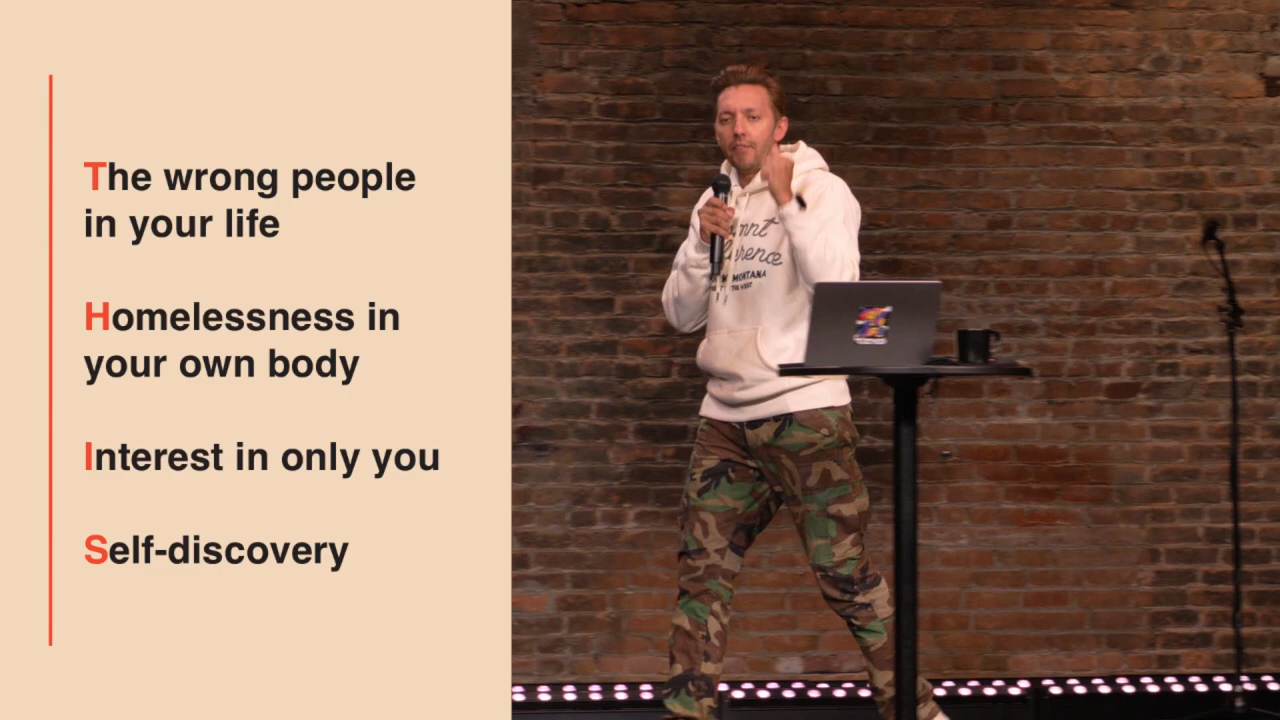 The wrong people
in your life
Homelessness in
your own body
Interest in only you
Self-discovery
MONTANA